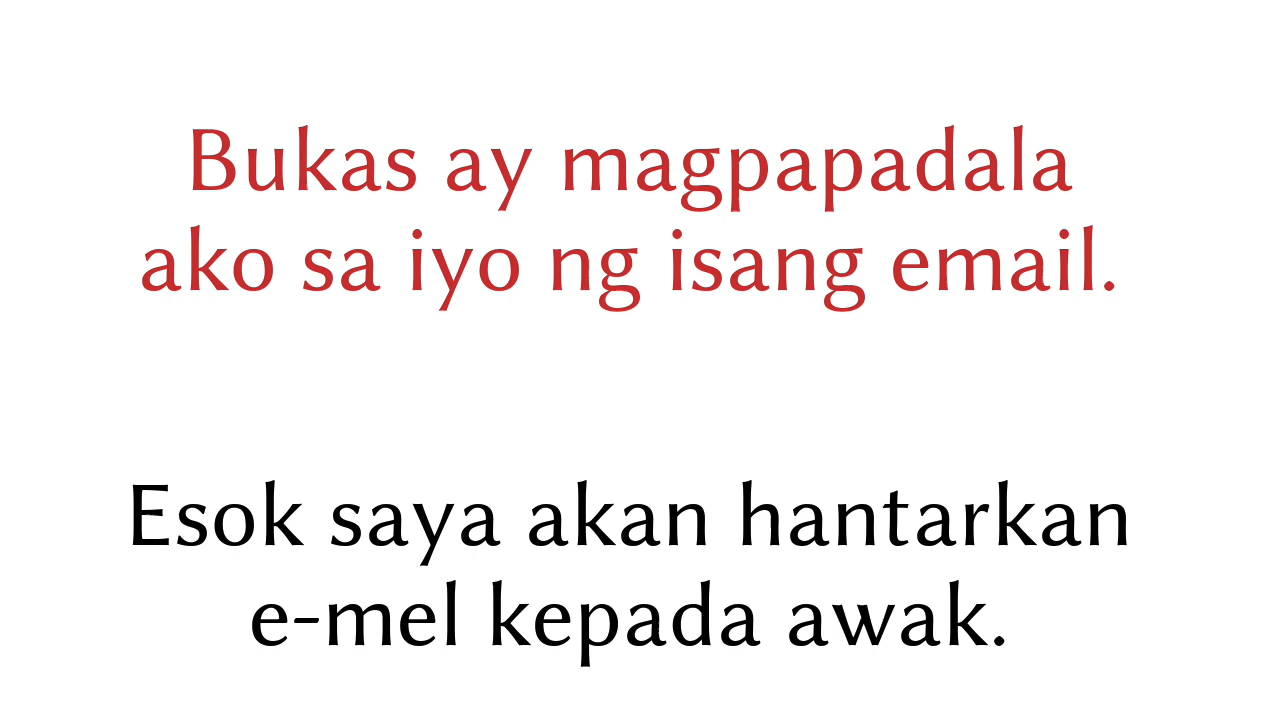 Bukas ay magpapadala
ako sa iyo ng isang email.
Esok saya akan hantarkan
e-mel kepada awak.